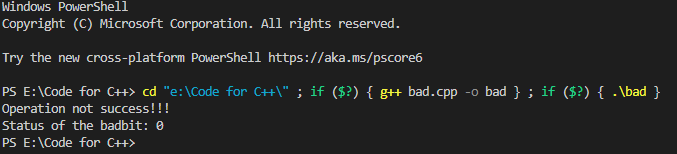 Windows PowerShell
Copyright (C) Microsoft Corporation. All rights reserved.
Try the new cross-platform PowerShell https://aka.ms/pscore6
PS E:\Code for C++> cd "e:\Code for C++\" ; if ($?) { g++ bad.cpp -o bad } ; if ($?) { .\bad }
Operation not success!!!
Status of the badbit: 0
PS E:\Code for C++>